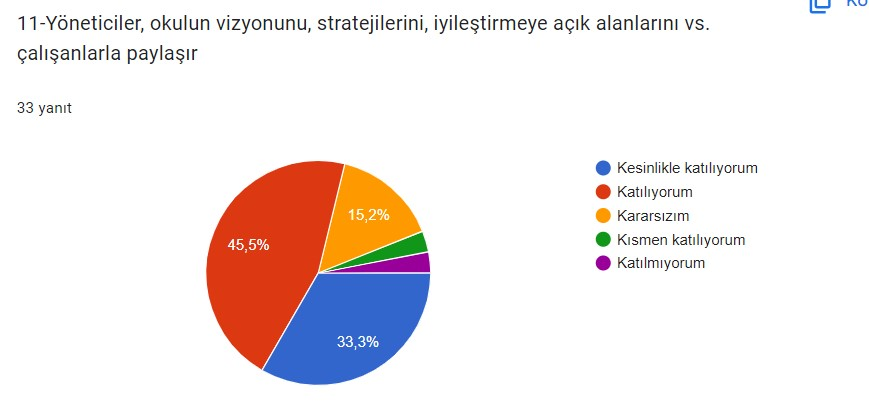 11-Yöneticiler, okulun vizyonunu, stratejilerini, iyileştirmeye açık alanlarını vs.
çalışanlarla paylaşır
33 yanıt
Kesinlikle katılıyorum
Katılıyorum
Kararsızım
Kısmen katılıyorum
Katılmıyorum
15,2%
45,5%
33,3%